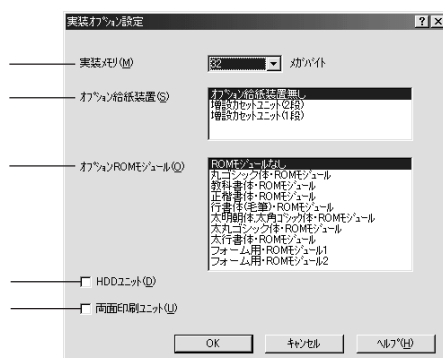 実装ｵﾌﾟｼｮﾝ設定
実装ﾒﾓﾘ(M)
32
ﾒｶﾞﾊﾞｲﾄ
ｵﾌﾟｼｮﾝ給紙装置(S)
オプション給紙装置無し
増設カセットユニット(2段)
増設カセットユニット(1段)
ｵﾌﾟｼｮﾝROMﾓｼﾞｭｰﾙ(O)
ROMモジュールなし
丸ゴシック体・ROMモジュール
教科書体・ROMモジュール
正楷書体・ROMモジュール
行書体(毛筆)・ROMモジュール
太明朝体,太角ｺﾞｼｯｸ体・ROMモジュール
太丸ゴシック体・ROMモジュール
太行書体・ROMモジュール
フォーム用・ROMモジュール1
フォーム用・ROMモジュール2
HDDﾕﾆｯﾄ(D)
両面印刷ﾕﾆｯﾄ(U)
OK
ｷｬﾝｾﾙ
ﾍﾙﾌﾟ(H)